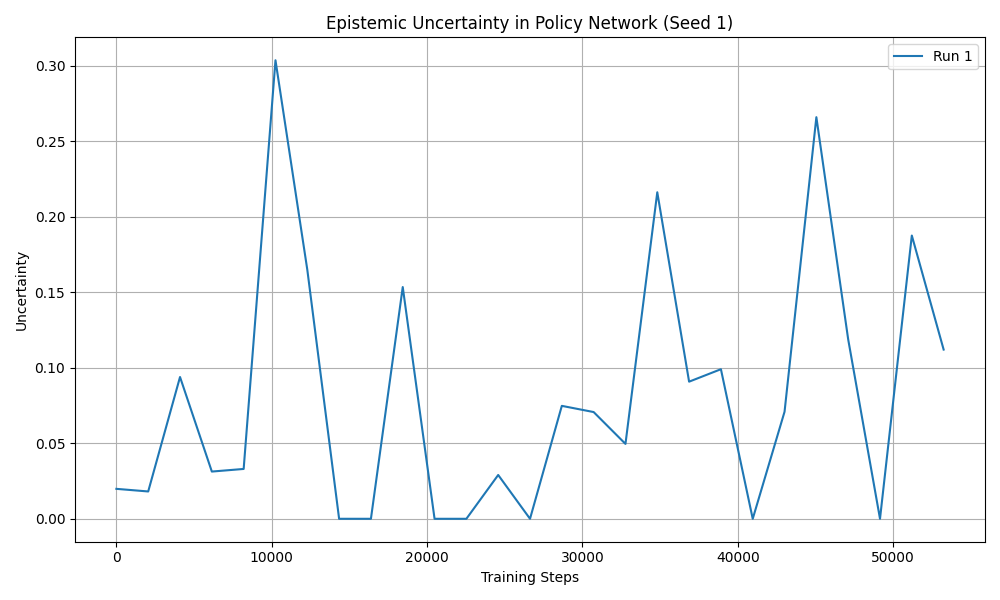 Epistemic Uncertainty in Policy Network (Seed 1)
Run 1
0.30
0.25
0.20
0.15
0.10
0.05
0.00
Uncertainty
0 10000 20000 30000 40000 50000
Training Steps